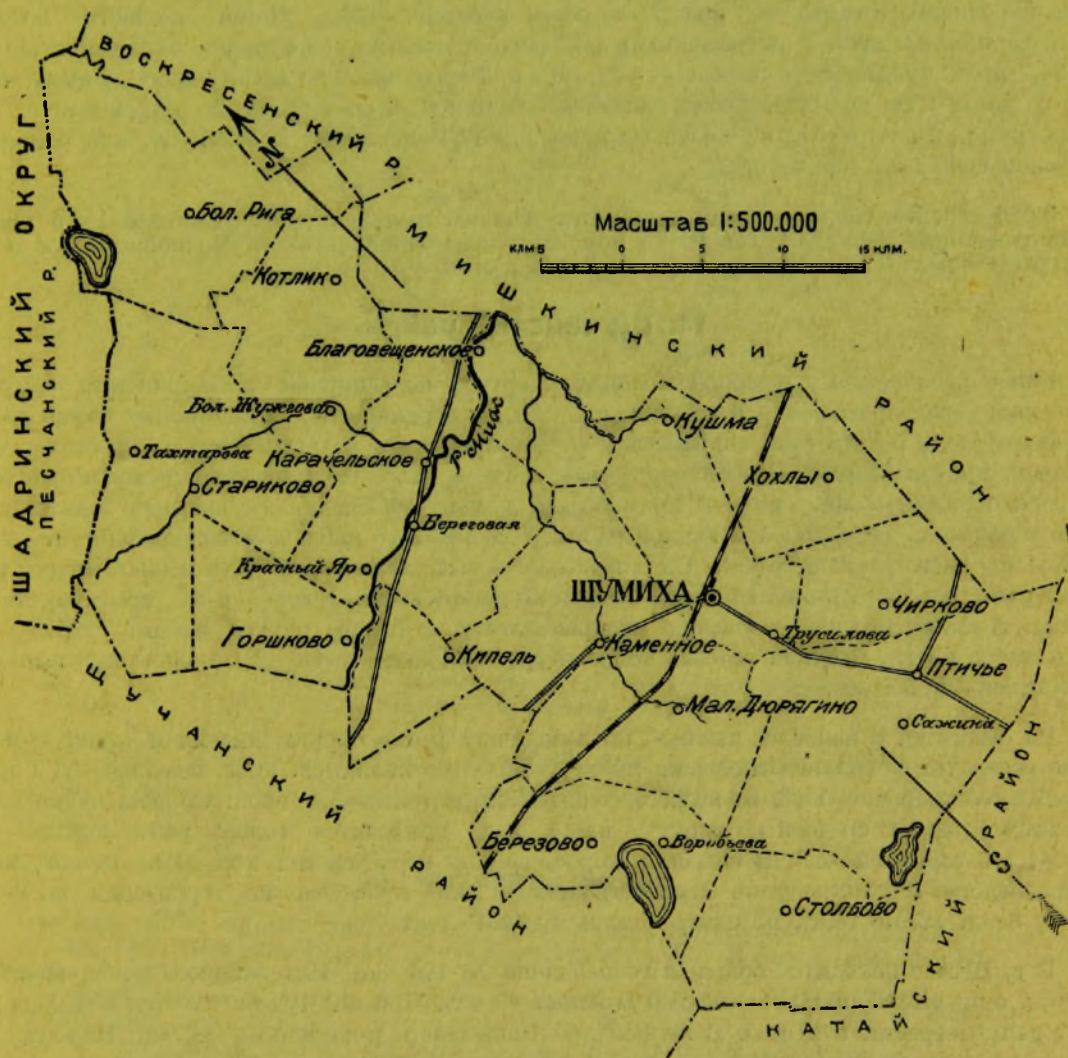 ВОСКРЕСЕНСКИЙ Р.
МИШКИНСКИЙ РАЙОН
ШАДРИНСКИЙ ОКРУГ
ПЕСЧАНСКИЙ Р.
N
Масштаб 1:500.000
КЛМ 5 0 5 10 15 КЛМ.
Бол. Рига
Котлик
Благовещенское
Бол. Жужгова
Кушма
Тахтарова
Карачельское
р. Миас
Хохлы
Стариково
Береговая
Красный Яр
ШУМИХА
Чирково
Горшково
Кипель
Каменное
Трусилова
Птичье
Мал. Дюрягино
Сажина
ЩУЧАНСКИЙ РАЙОН
Березово
Воробьева
Столбово
S
КАТАЙСКИЙ РАЙОН